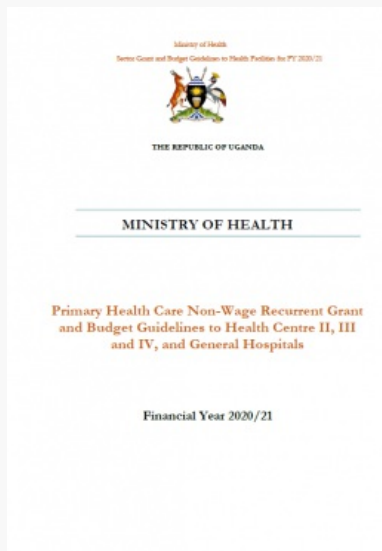 Ministry of Health
Sector Grant and Budget Guidelines to Health Facilities for FY 2020/21
THE REPUBLIC OF UGANDA
MINISTRY OF HEALTH
Primary Health Care Non-Wage Recurrent Grant
and Budget Guidelines to Health Centre II, III
and IV, and General Hospitals
Financial Year 2020/21